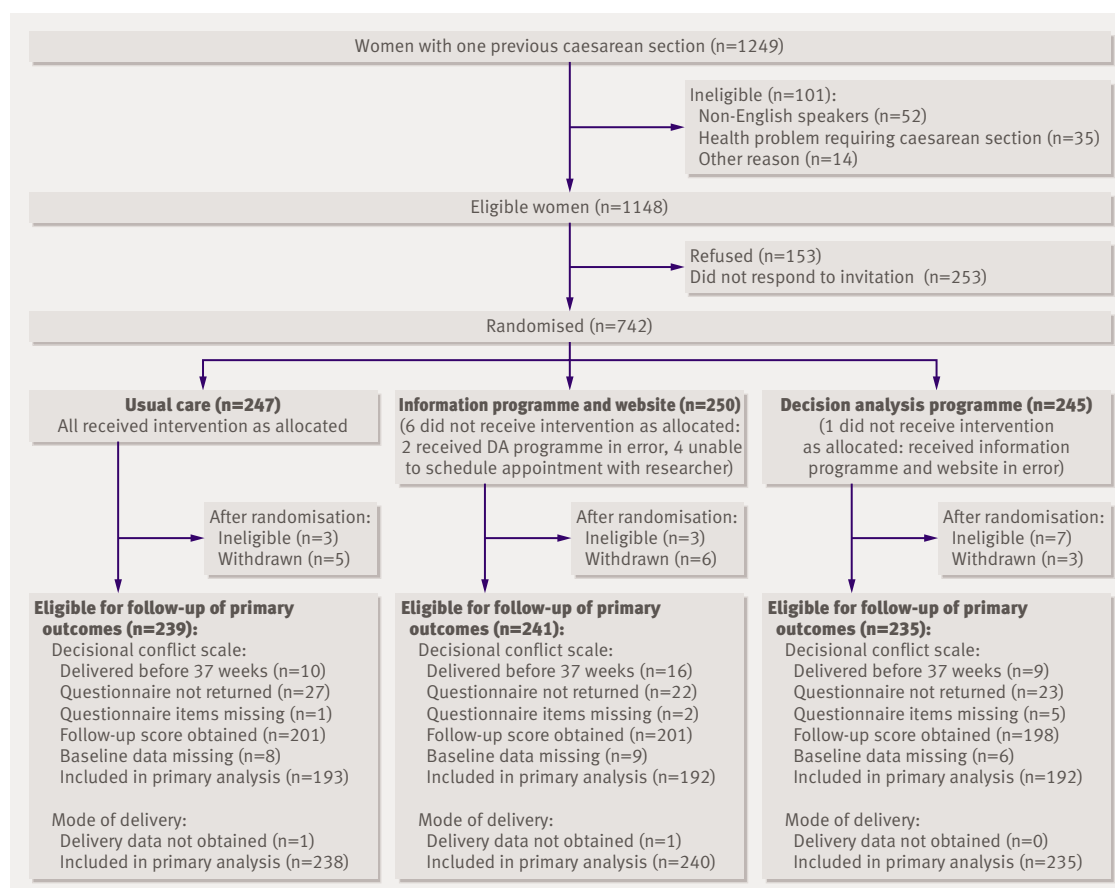 Women with one previous caesarean section (n=1249)
Ineligible (n=101):
Non-English speakers (n=52)
Health problem requiring caesarean section (n=35)
Other reason (n=14)
Eligible women (n=1148)
Refused (n=153)
Did not respond to invitation (n=253)
Randomised (n=742)
Usual care (n=247)
All received intervention as allocated
Information programme and website (n=250)
(6 did not receive intervention as allocated:
2 received DA programme in error, 4 unable
to schedule appointment with researcher)
Decision analysis programme (n=245)
(1 did not receive intervention
as allocated: received information
programme and website in error)
After randomisation:
Ineligible (n=3)
Withdrawn (n=5)
After randomisation:
Ineligible (n=3)
Withdrawn (n=6)
After randomisation:
Ineligible (n=7)
Withdrawn (n=3)
Eligible for follow-up of primary
outcomes (n=239):
Decisional conflict scale:
Delivered before 37 weeks (n=10)
Questionnaire not returned (n=27)
Questionnaire items missing (n=1)
Follow-up score obtained (n=201)
Baseline data missing (n=8)
Included in primary analysis (n=193)
Mode of delivery:
Delivery data not obtained (n=1)
Included in primary analysis (n=238)
Eligible for follow-up of primary
outcomes (n=241):
Decisional conflict scale:
Delivered before 37 weeks (n=16)
Questionnaire not returned (n=22)
Questionnaire items missing (n=2)
Follow-up score obtained (n=201)
Baseline data missing (n=9)
Included in primary analysis (n=192)
Mode of delivery:
Delivery data not obtained (n=1)
Included in primary analysis (n=240)
Eligible for follow-up of primary
outcomes (n=235):
Decisional conflict scale:
Delivered before 37 weeks (n=9)
Questionnaire not returned (n=23)
Questionnaire items missing (n=5)
Follow-up score obtained (n=198)
Baseline data missing (n=6)
Included in primary analysis (n=192)
Mode of delivery:
Delivery data not obtained (n=0)
Included in primary analysis (n=235)